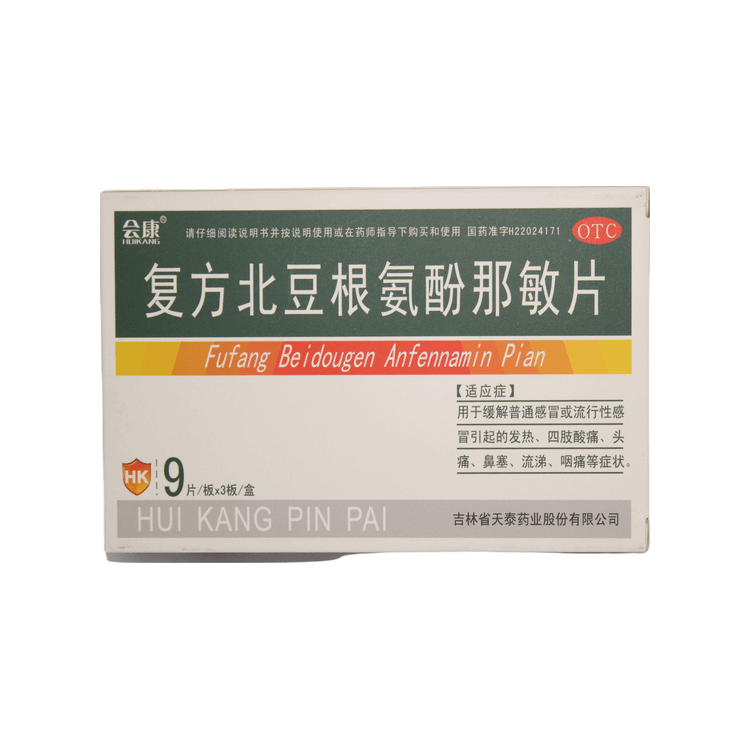 会康®
HUIKANG
请仔细阅读说明书并按说明使用或在药师指导下购买和使用 国药准字H22024171
OTC
复方北豆根氨酚那敏片
Fufang Beidougen Anfennamin Pian
【适应症】
用于缓解普通感冒或流行性感
冒引起的发热、四肢酸痛、头
痛、鼻塞、流涕、咽痛等症状。
HK
9片/板x3板/盒
HUI KANG PIN PAI
吉林省天泰药业股份有限公司